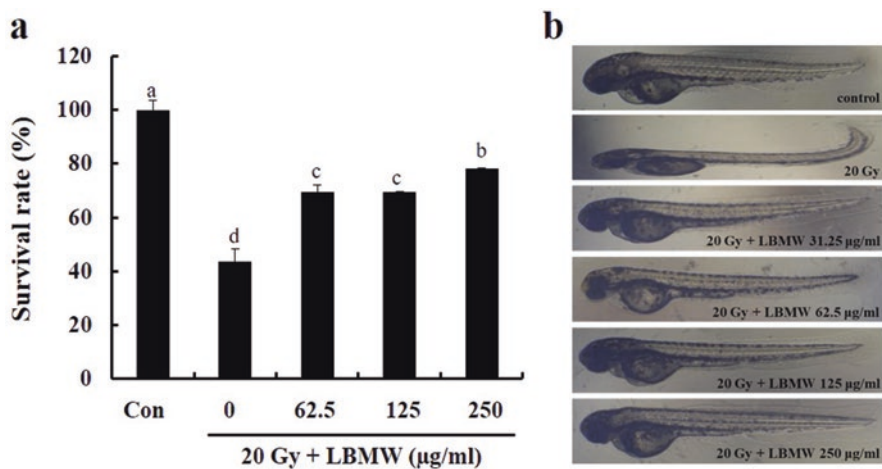 a
Survival rate (%)
120
100
80
60
40
20
0
a
d
c
c
b
Con
0
62.5
125
250
20 Gy + LBMW (μg/ml)
b
control
20 Gy
20 Gy + LBMW 31.25 μg/ml
20 Gy + LBMW 62.5 μg/ml
20 Gy + LBMW 125 μg/ml
20 Gy + LBMW 250 μg/ml